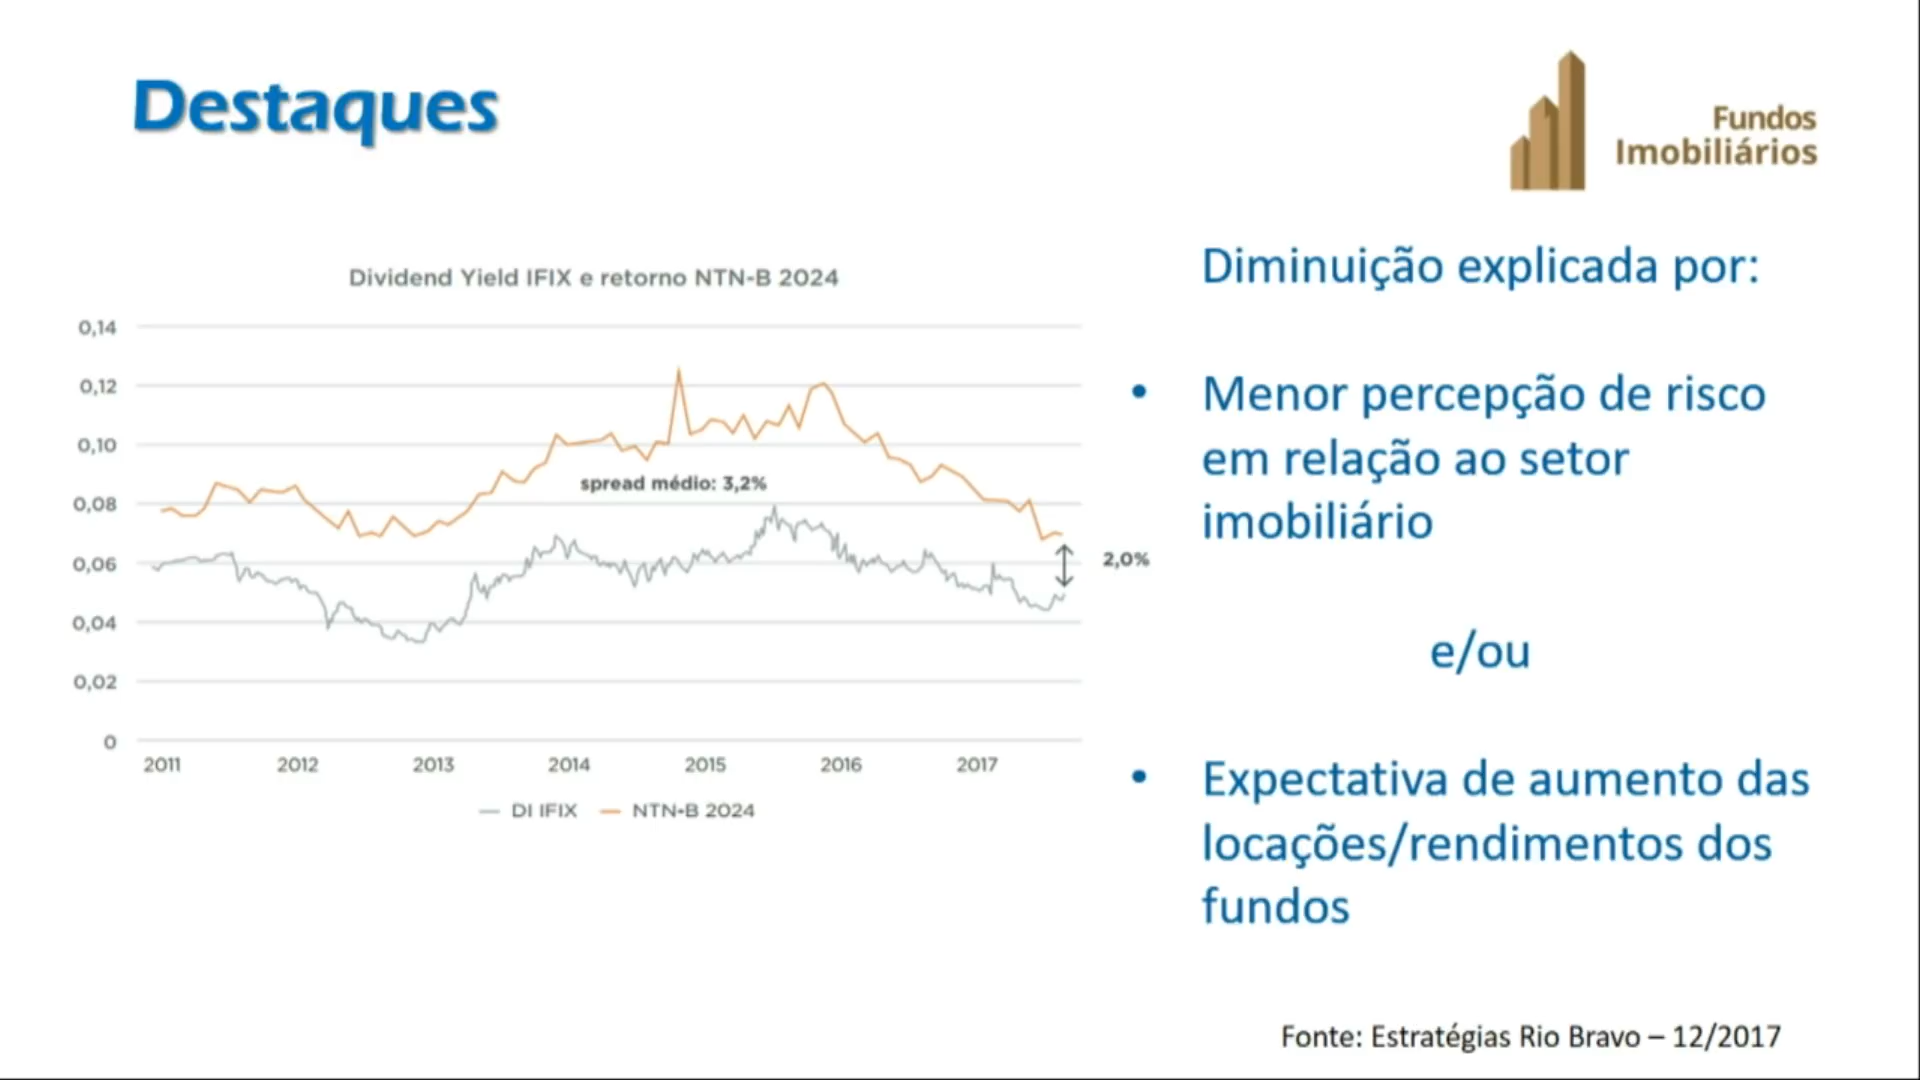 Destaques
Fundos
Imobiliários
Dividend Yield IFIX e retorno NTN-B 2024
0,14
0,12
0,10
0,08
0,06
0,04
0,02
0
spread médio: 3,2%
2,0%
2011 2012 2013 2014 2015 2016 2017
DI IFIX NTN-B 2024
Diminuição explicada por:
• Menor percepção de risco
em relação ao setor
imobiliário
e/ou
• Expectativa de aumento das
locações/rendimentos dos
fundos
Fonte: Estratégias Rio Bravo – 12/2017